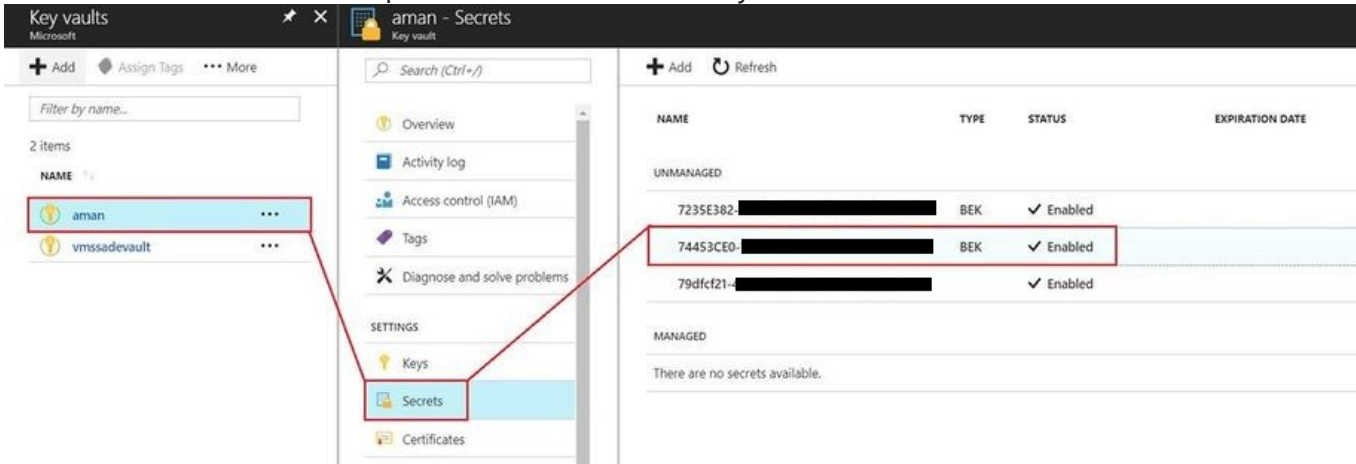 Key vaults
Microsoft
Add Assign Tags ••• More
Filter by name...
2 items
NAME
aman •••
vmssadevault •••
aman - Secrets
Key vault
Search (Ctrl+/)
Overview
Activity log
Access control (IAM)
Tags
Diagnose and solve problems
SETTINGS
Keys
Secrets
Certificates
Add Refresh
NAME TYPE STATUS EXPIRATION DATE
UNMANAGED
7235E382- BEK ✓ Enabled
74453CE0- BEK ✓ Enabled
79dfcf21- ✓ Enabled
MANAGED
There are no secrets available.